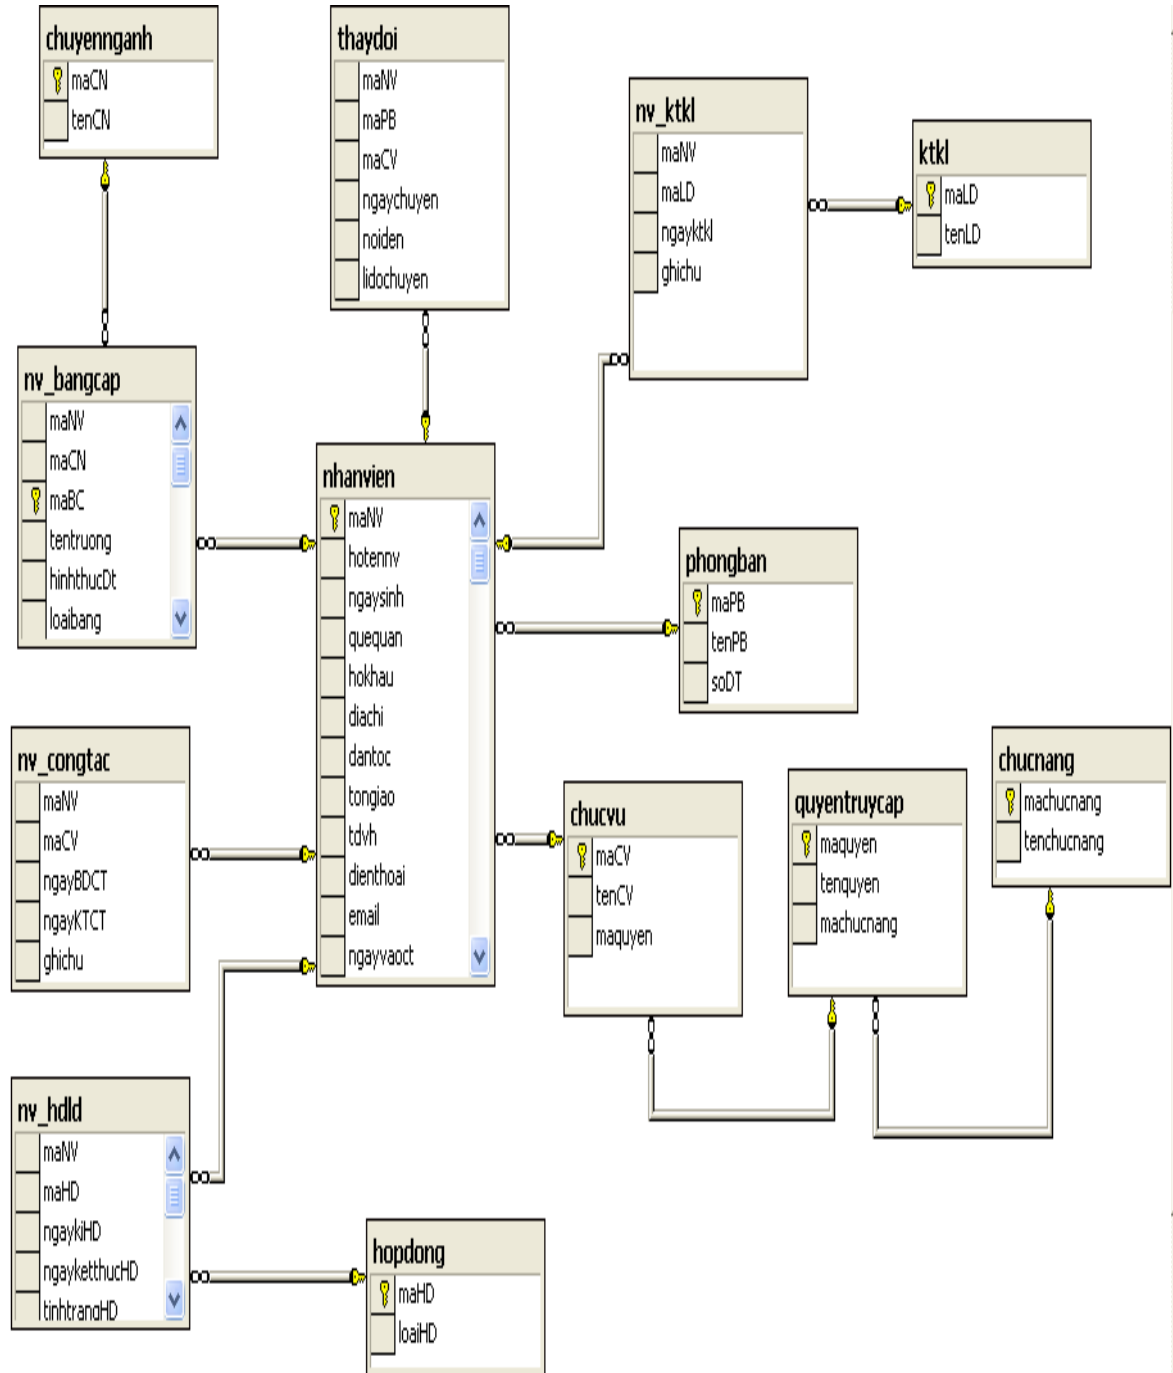 chuyennganh
maCN
tenCN
thaydoi
maNV
maPB
maCV
ngaychuyen
noiden
lidochuyen
nv_ktkl
maNV
maLD
ngayktkl
ghichu
ktkl
maLD
tenLD
nv_bangcap
maNV
maCN
maBC
tentruong
hinhthucDt
loaibang
nhanvien
maNV
hotennv
ngaysinh
quequan
hokhau
diachi
dantoc
tongiao
tdvh
dienthoai
email
ngayvaoct
phongban
maPB
tenPB
soDT
nv_congtac
maNV
maCV
ngayBDCT
ngayKTCT
ghichu
chucvu
maCV
tenCV
maquyen
quyentruycap
maquyen
tenquyen
machucnang
chucnang
machucnang
tenchucnang
nv_hdld
maNV
maHD
ngaykiHD
ngayketthucHD
tinhtrangHD
hopdong
maHD
loaiHD